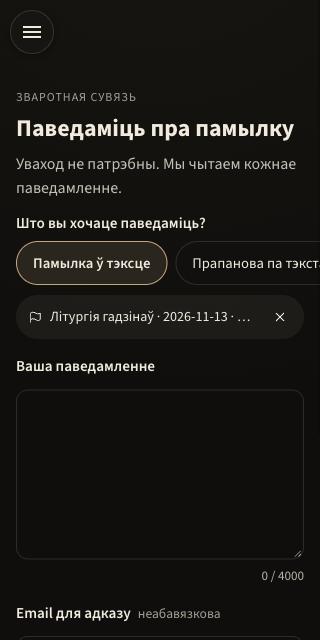 ЗВАРОТНАЯ СУВЯЗЬ
Паведаміць пра памылку
Уваход не патрэбны. Мы чытаем кожнае
паведамленне.
Што вы хочаце паведаміць?
Памылка ў тэксце
Прапанова па
Літургія гадзінаў · 2026-11-13 · …
Ваша паведамленне
0 / 4000
Email для адказу неабавязкова